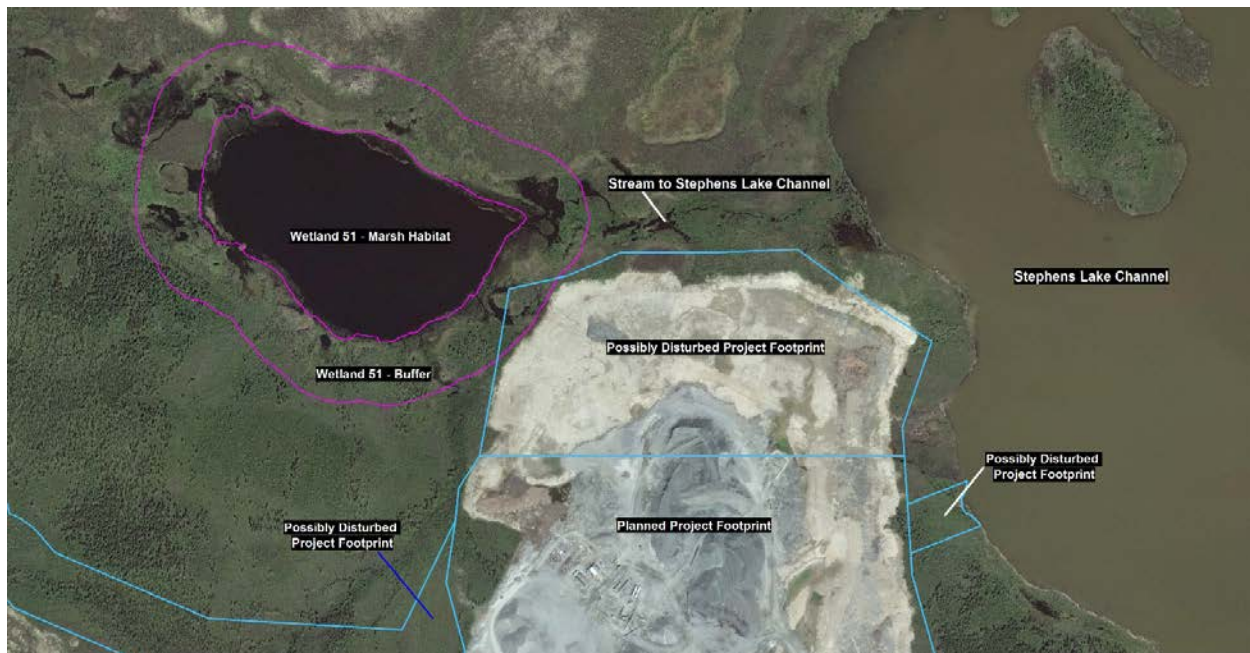 Stream to Stephens Lake Channel
Wetland 51 - Marsh Habitat
Stephens Lake Channel
Possibly Disturbed Project Footprint
Wetland 51 - Buffer
Possibly Disturbed
Project Footprint
Possibly Disturbed
Project Footprint
Planned Project Footprint